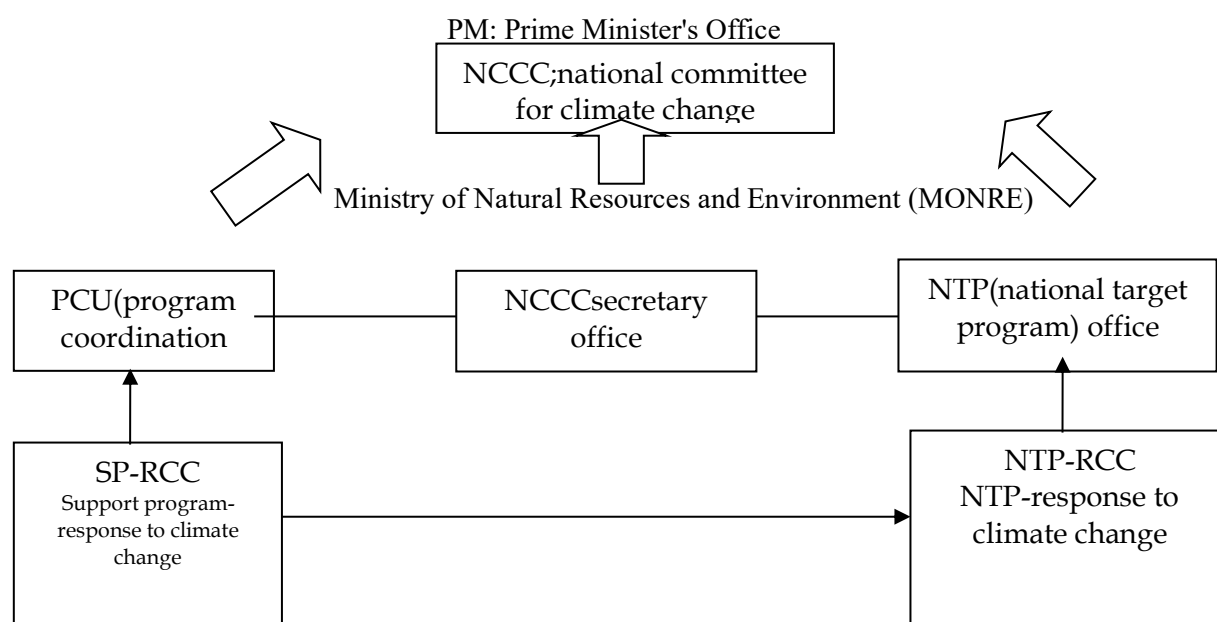 PM: Prime Minister's Office
NCCC;national committee
for climate change
Ministry of Natural Resources and Environment (MONRE)
PCU(program
coordination
NCCCsecretary
office
NTP(national target
program) office
SP-RCC
Support program-
response to climate
change
NTP-RCC
NTP-response to
climate change